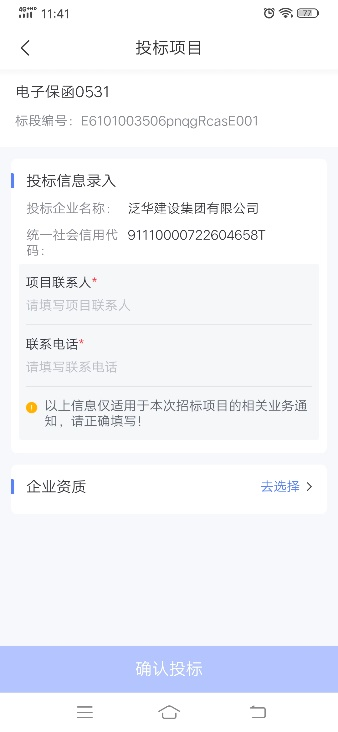 4G+HD 11:41 77
投标项目
电子保函0531
标段编号：E6101003506pnqgRcasE001
投标信息录入
投标企业名称： 泛华建设集团有限公司
统一社会信用代 91110000722604658T
码：
项目联系人*
请填写项目联系人
联系电话*
请填写联系电话
以上信息仅适用于本次招标项目的相关业务通
知，请正确填写！
企业资质 去选择
确认投标